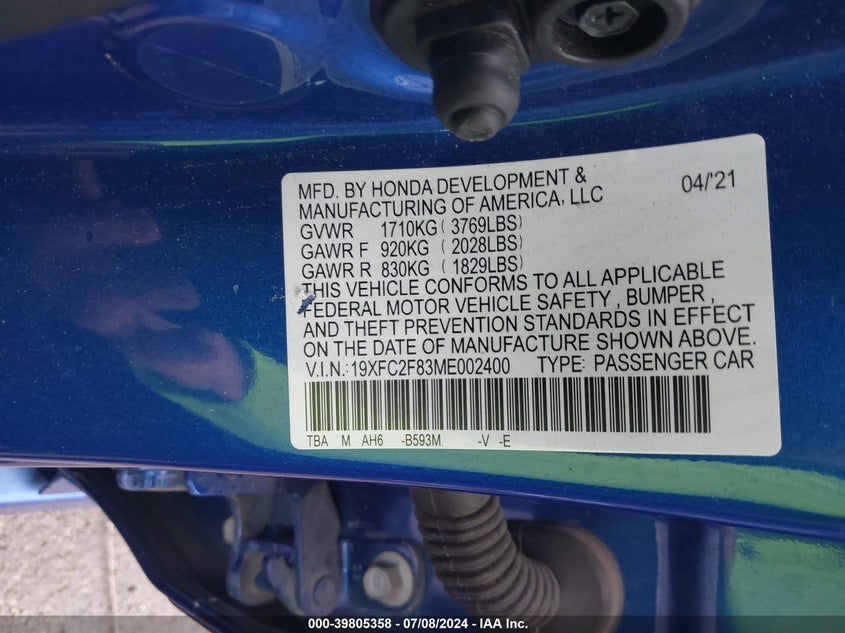 MFD. BY HONDA DEVELOPMENT & 04/'21
MANUFACTURING OF AMERICA, LLC
GVWR 1710KG ( 3769LBS)
GAWR F 920KG ( 2028LBS)
GAWR R 830KG ( 1829LBS)
THIS VEHICLE CONFORMS TO ALL APPLICABLE
FEDERAL MOTOR VEHICLE SAFETY , BUMPER ,
AND THEFT PREVENTION STANDARDS IN EFFECT
ON THE DATE OF MANUFACTURE SHOWN ABOVE.
V.I.N.:19XFC2F83ME002400 TYPE: PASSENGER CAR
TBA M AH6 -B593M -V -E
000-39805358 - 07/08/2024 - IAA Inc.